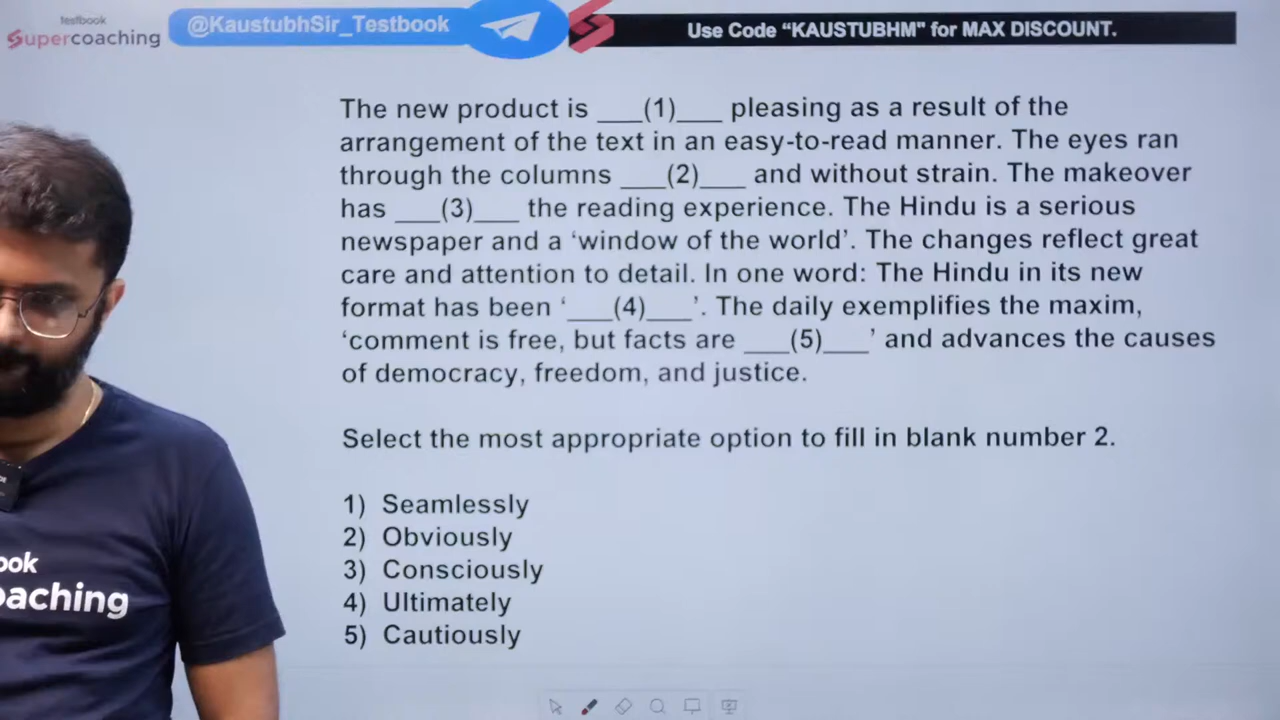 testbook
Supercoaching
@KaustubhSir_Testbook
Use Code “KAUSTUBHM" for MAX DISCOUNT.
The new product is ___(1)___ pleasing as a result of the
arrangement of the text in an easy-to-read manner. The eyes ran
through the columns ___(2)___ and without strain. The makeover
has ___(3)___ the reading experience. The Hindu is a serious
newspaper and a ‘window of the world’. The changes reflect great
care and attention to detail. In one word: The Hindu in its new
format has been ‘___(4)___’. The daily exemplifies the maxim,
‘comment is free, but facts are ___(5)___’ and advances the causes
of democracy, freedom, and justice.
Select the most appropriate option to fill in blank number 2.
1) Seamlessly
2) Obviously
3) Consciously
4) Ultimately
5) Cautiously
ook
oaching